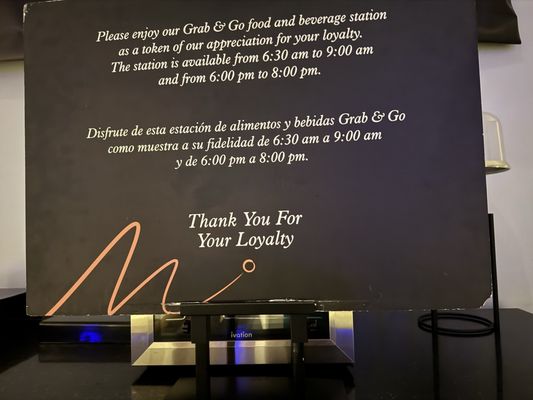 Please enjoy our Grab & Go food and beverage station
as a token of our appreciation for your loyalty.
The station is available from 6:30 am to 9:00 am
and from 6:00 pm to 8:00 pm.
Disfrute de esta estación de alimentos y bebidas Grab & Go
como muestra a su fidelidad de 6:30 am a 9:00 am
y de 6:00 pm a 8:00 pm.
Thank You For
Your Loyalty
ivation